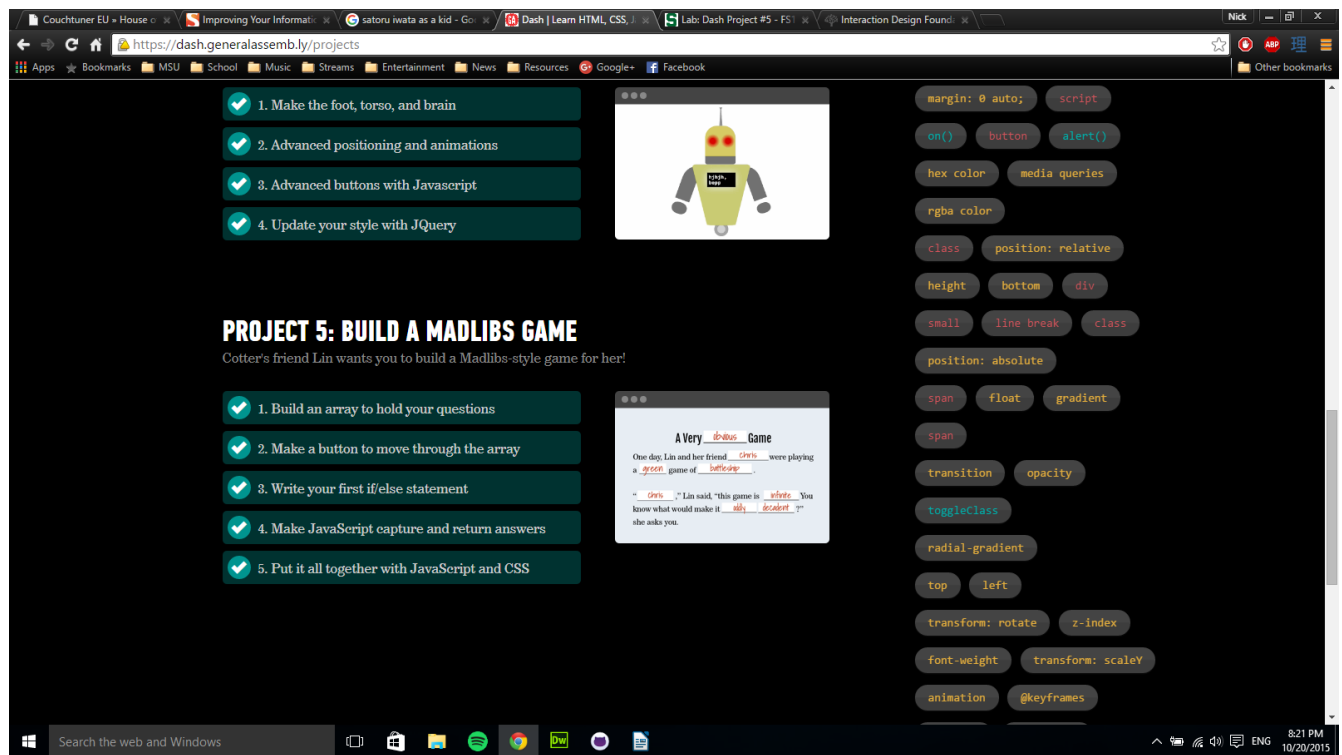 Couchtuner EU » House o
Improving Your Informatic
satoru iwata as a kid - Goo
Dash | Learn HTML, CSS, J
Lab: Dash Project #5 - FS1
Interaction Design Founda
Nick
https://dash.generalassemb.ly/projects
ABP
理
Apps Bookmarks MSU School Music Streams Entertainment News Resources Google+ Facebook Other bookmarks
1. Make the foot, torso, and brain
2. Advanced positioning and animations
3. Advanced buttons with Javascript
4. Update your style with JQuery
hjhjh,
bopp
PROJECT 5: BUILD A MADLIBS GAME
Cotter's friend Lin wants you to build a Madlibs-style game for her!
1. Build an array to hold your questions
2. Make a button to move through the array
3. Write your first if/else statement
4. Make JavaScript capture and return answers
5. Put it all together with JavaScript and CSS
A Very obvious Game
One day, Lin and her friend chris were playing
a green game of battleship .
" chris ," Lin said, "this game is infinite You
know what would make it oddly decadent ?"
she asks you.
margin: 0 auto; script
on() button alert()
hex color media queries
rgba color
class position: relative
height bottom div
small line break class
position: absolute
span float gradient
span
transition opacity
toggleClass
radial-gradient
top left
transform: rotate z-index
font-weight transform: scaleY
animation @keyframes
Search the web and Windows
Dw
ENG
8:21 PM
10/20/2015